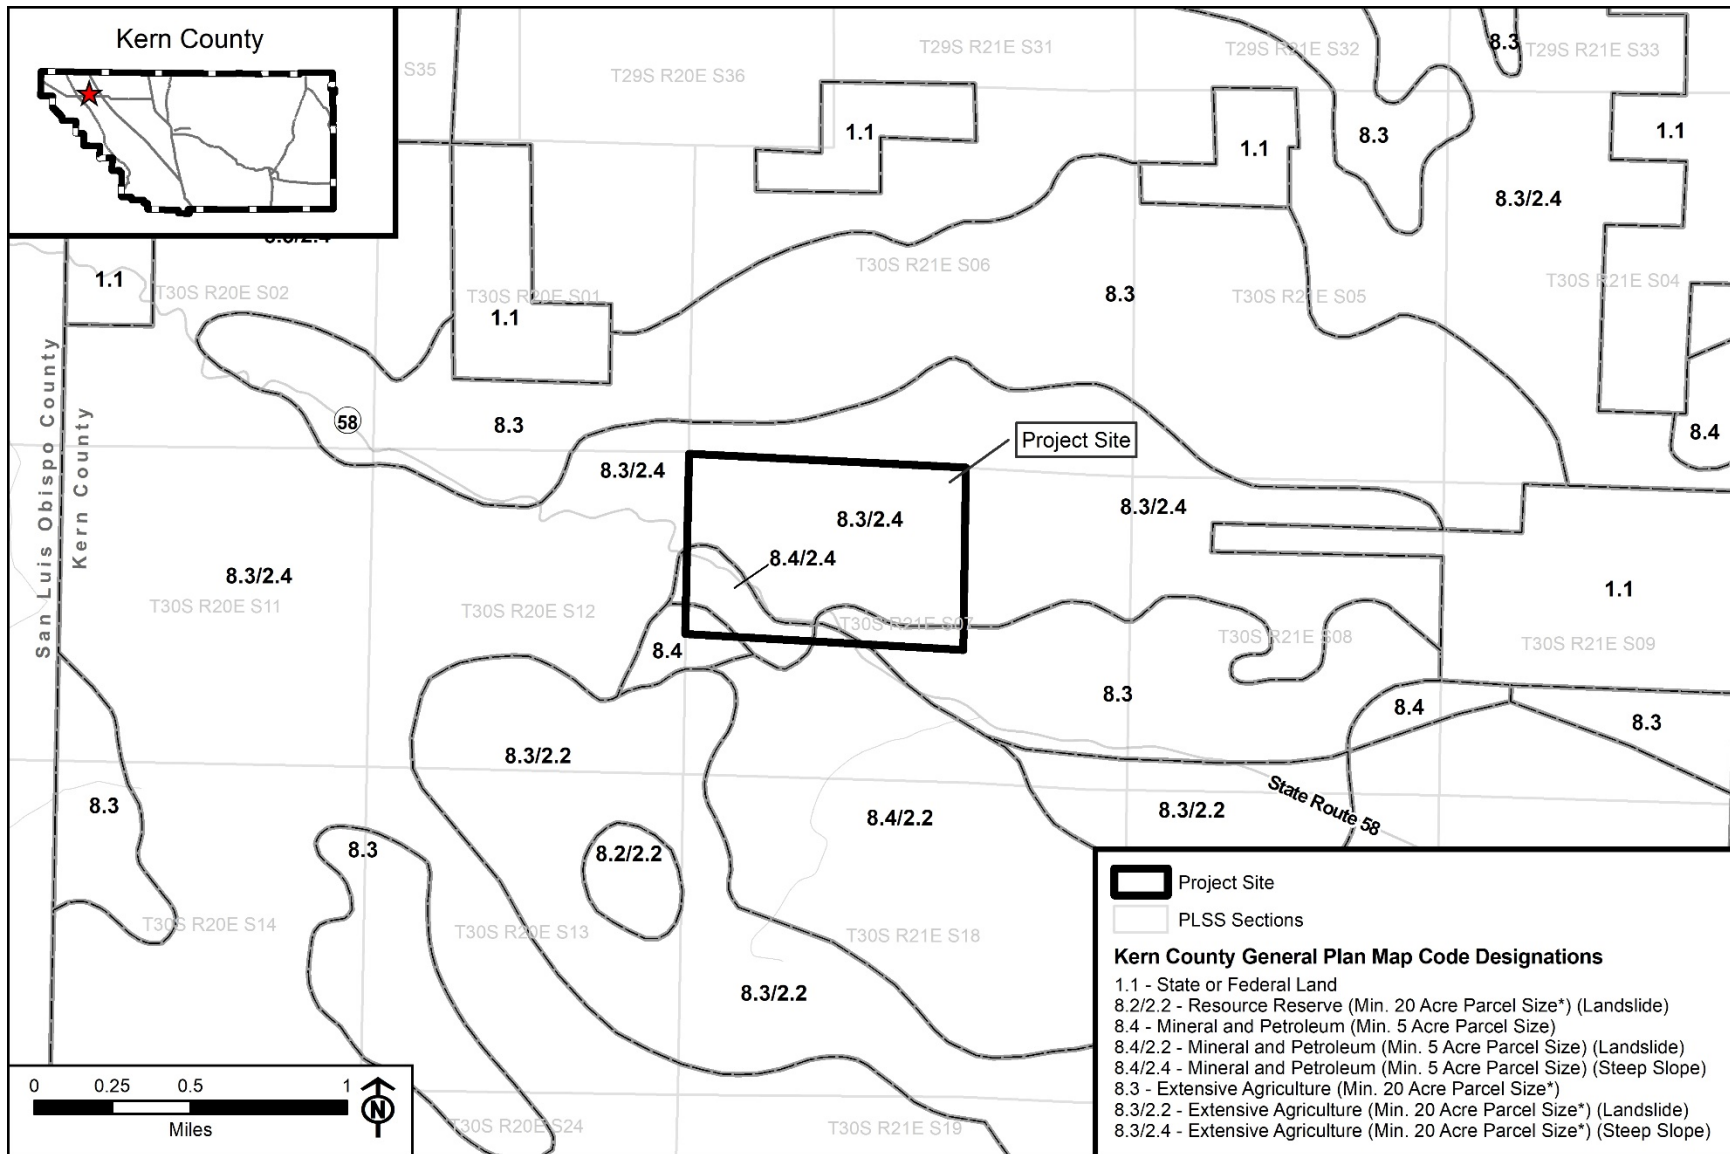 Kern County
S35
T29S R20E S36
T29S R21E S31
T29S R21E S32
8.3
T29S R21E S33
1.1
1.1
8.3
1.1
8.3/2.4
8.3/2.4
1.1
T30S R20E S02
T30S R20E S01
1.1
T30S R21E S06
8.3
T30S R21E S05
T30S R21E S04
San Luis Obispo County
Kern County
58
8.3
Project Site
8.4
8.3/2.4
8.3/2.4
8.3/2.4
8.4/2.4
8.3/2.4
1.1
T30S R20E S11
T30S R20E S12
T30S R21E S07
T30S R21E S08
T30S R21E S09
8.4
8.3
8.4
8.3
8.3/2.2
8.3
8.4/2.2
8.3/2.2
State Route 58
8.3
8.2/2.2
T30S R20E S14
T30S R20E S13
T30S R21E S18
8.3/2.2
T30S R20E S24
T30S R21E S19
0 0.25 0.5 1
Miles
N
Project Site
PLSS Sections
Kern County General Plan Map Code Designations
1.1 - State or Federal Land
8.2/2.2 - Resource Reserve (Min. 20 Acre Parcel Size*) (Landslide)
8.4 - Mineral and Petroleum (Min. 5 Acre Parcel Size)
8.4/2.2 - Mineral and Petroleum (Min. 5 Acre Parcel Size) (Landslide)
8.4/2.4 - Mineral and Petroleum (Min. 5 Acre Parcel Size) (Steep Slope)
8.3 - Extensive Agriculture (Min. 20 Acre Parcel Size*)
8.3/2.2 - Extensive Agriculture (Min. 20 Acre Parcel Size*) (Landslide)
8.3/2.4 - Extensive Agriculture (Min. 20 Acre Parcel Size*) (Steep Slope)